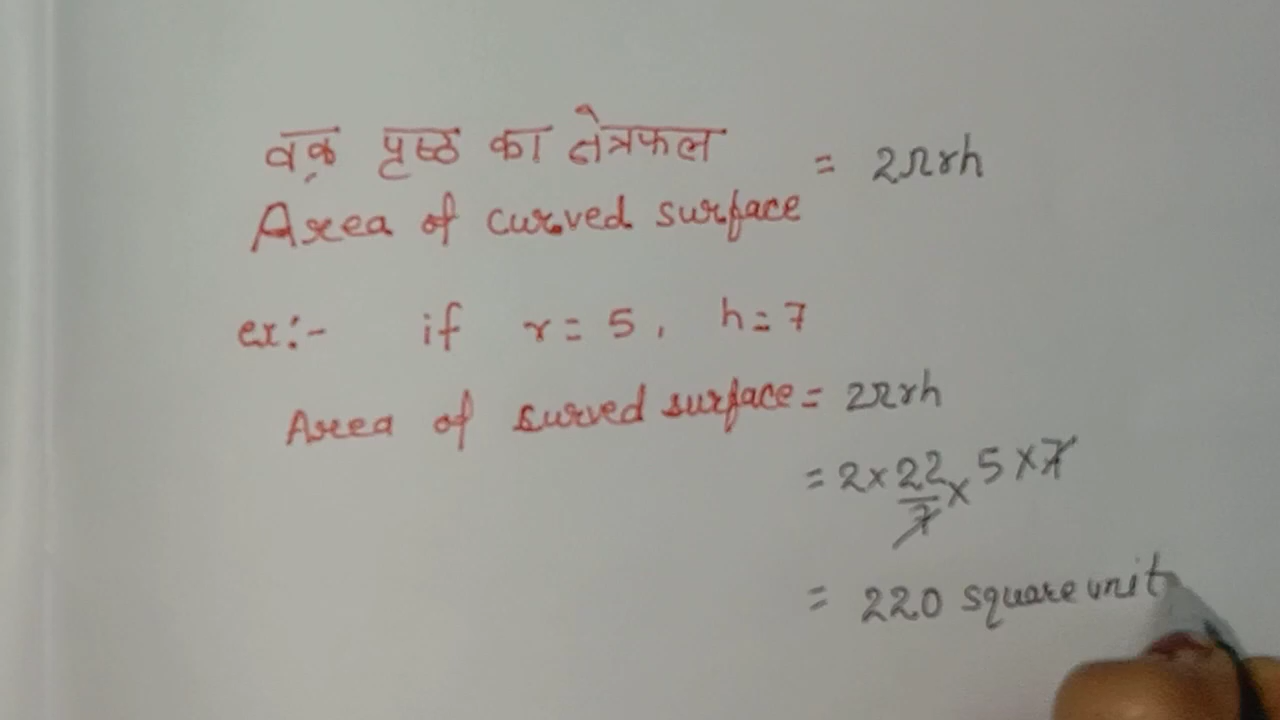 वक्र पृष्ठ का क्षेत्रफल
Area of curved surface = 2πrh
ex:- if r = 5, h = 7
Area of curved surface = 2πrh
= 2 × 22/7 × 5 × 7
= 220 square unit